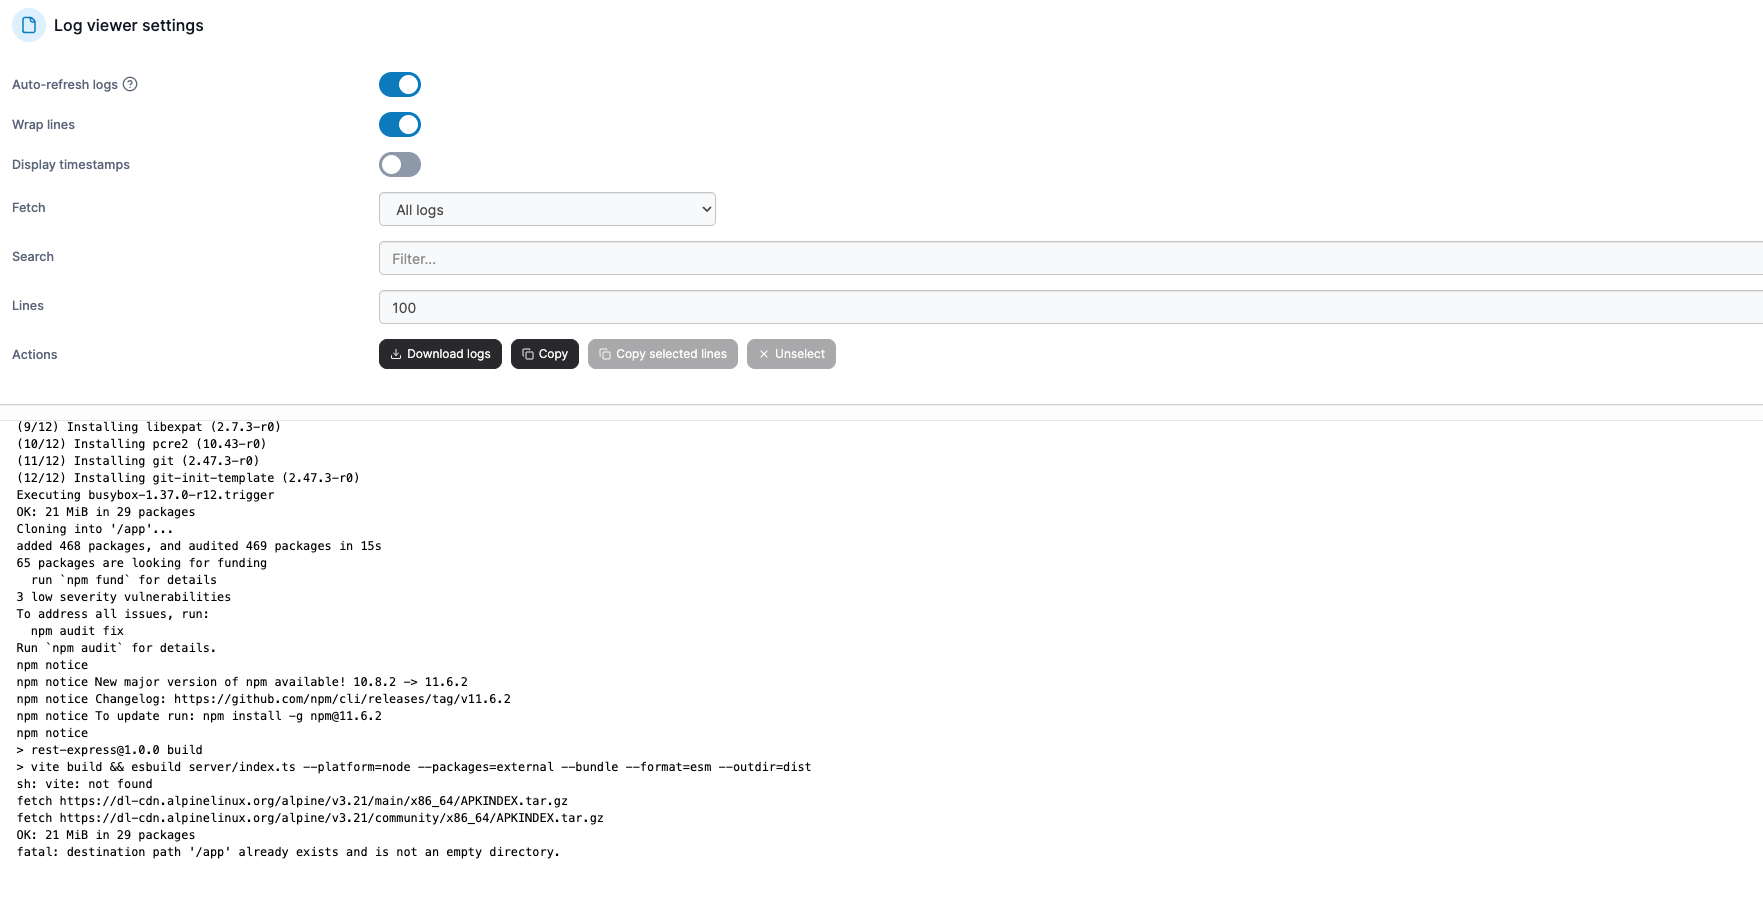 Log viewer settings
Auto-refresh logs
Wrap lines
Display timestamps
Fetch
All logs
Search
Filter...
Lines
100
Actions
Download logs
Copy
Copy selected lines
Unselect
(9/12) Installing libexpat (2.7.3-r0)
(10/12) Installing pcre2 (10.43-r0)
(11/12) Installing git (2.47.3-r0)
(12/12) Installing git-init-template (2.47.3-r0)
Executing busybox-1.37.0-r12.trigger
OK: 21 MiB in 29 packages
Cloning into '/app'...
added 468 packages, and audited 469 packages in 15s
65 packages are looking for funding
  run `npm fund` for details
3 low severity vulnerabilities
To address all issues, run:
  npm audit fix
Run `npm audit` for details.
npm notice
npm notice New major version of npm available! 10.8.2 -> 11.6.2
npm notice Changelog: https://github.com/npm/cli/releases/tag/v11.6.2
npm notice To update run: npm install -g npm@11.6.2
npm notice
> rest-express@1.0.0 build
> vite build && esbuild server/index.ts --platform=node --packages=external --bundle --format=esm --outdir=dist
sh: vite: not found
fetch https://dl-cdn.alpinelinux.org/alpine/v3.21/main/x86_64/APKINDEX.tar.gz
fetch https://dl-cdn.alpinelinux.org/alpine/v3.21/community/x86_64/APKINDEX.tar.gz
OK: 21 MiB in 29 packages
fatal: destination path '/app' already exists and is not an empty directory.